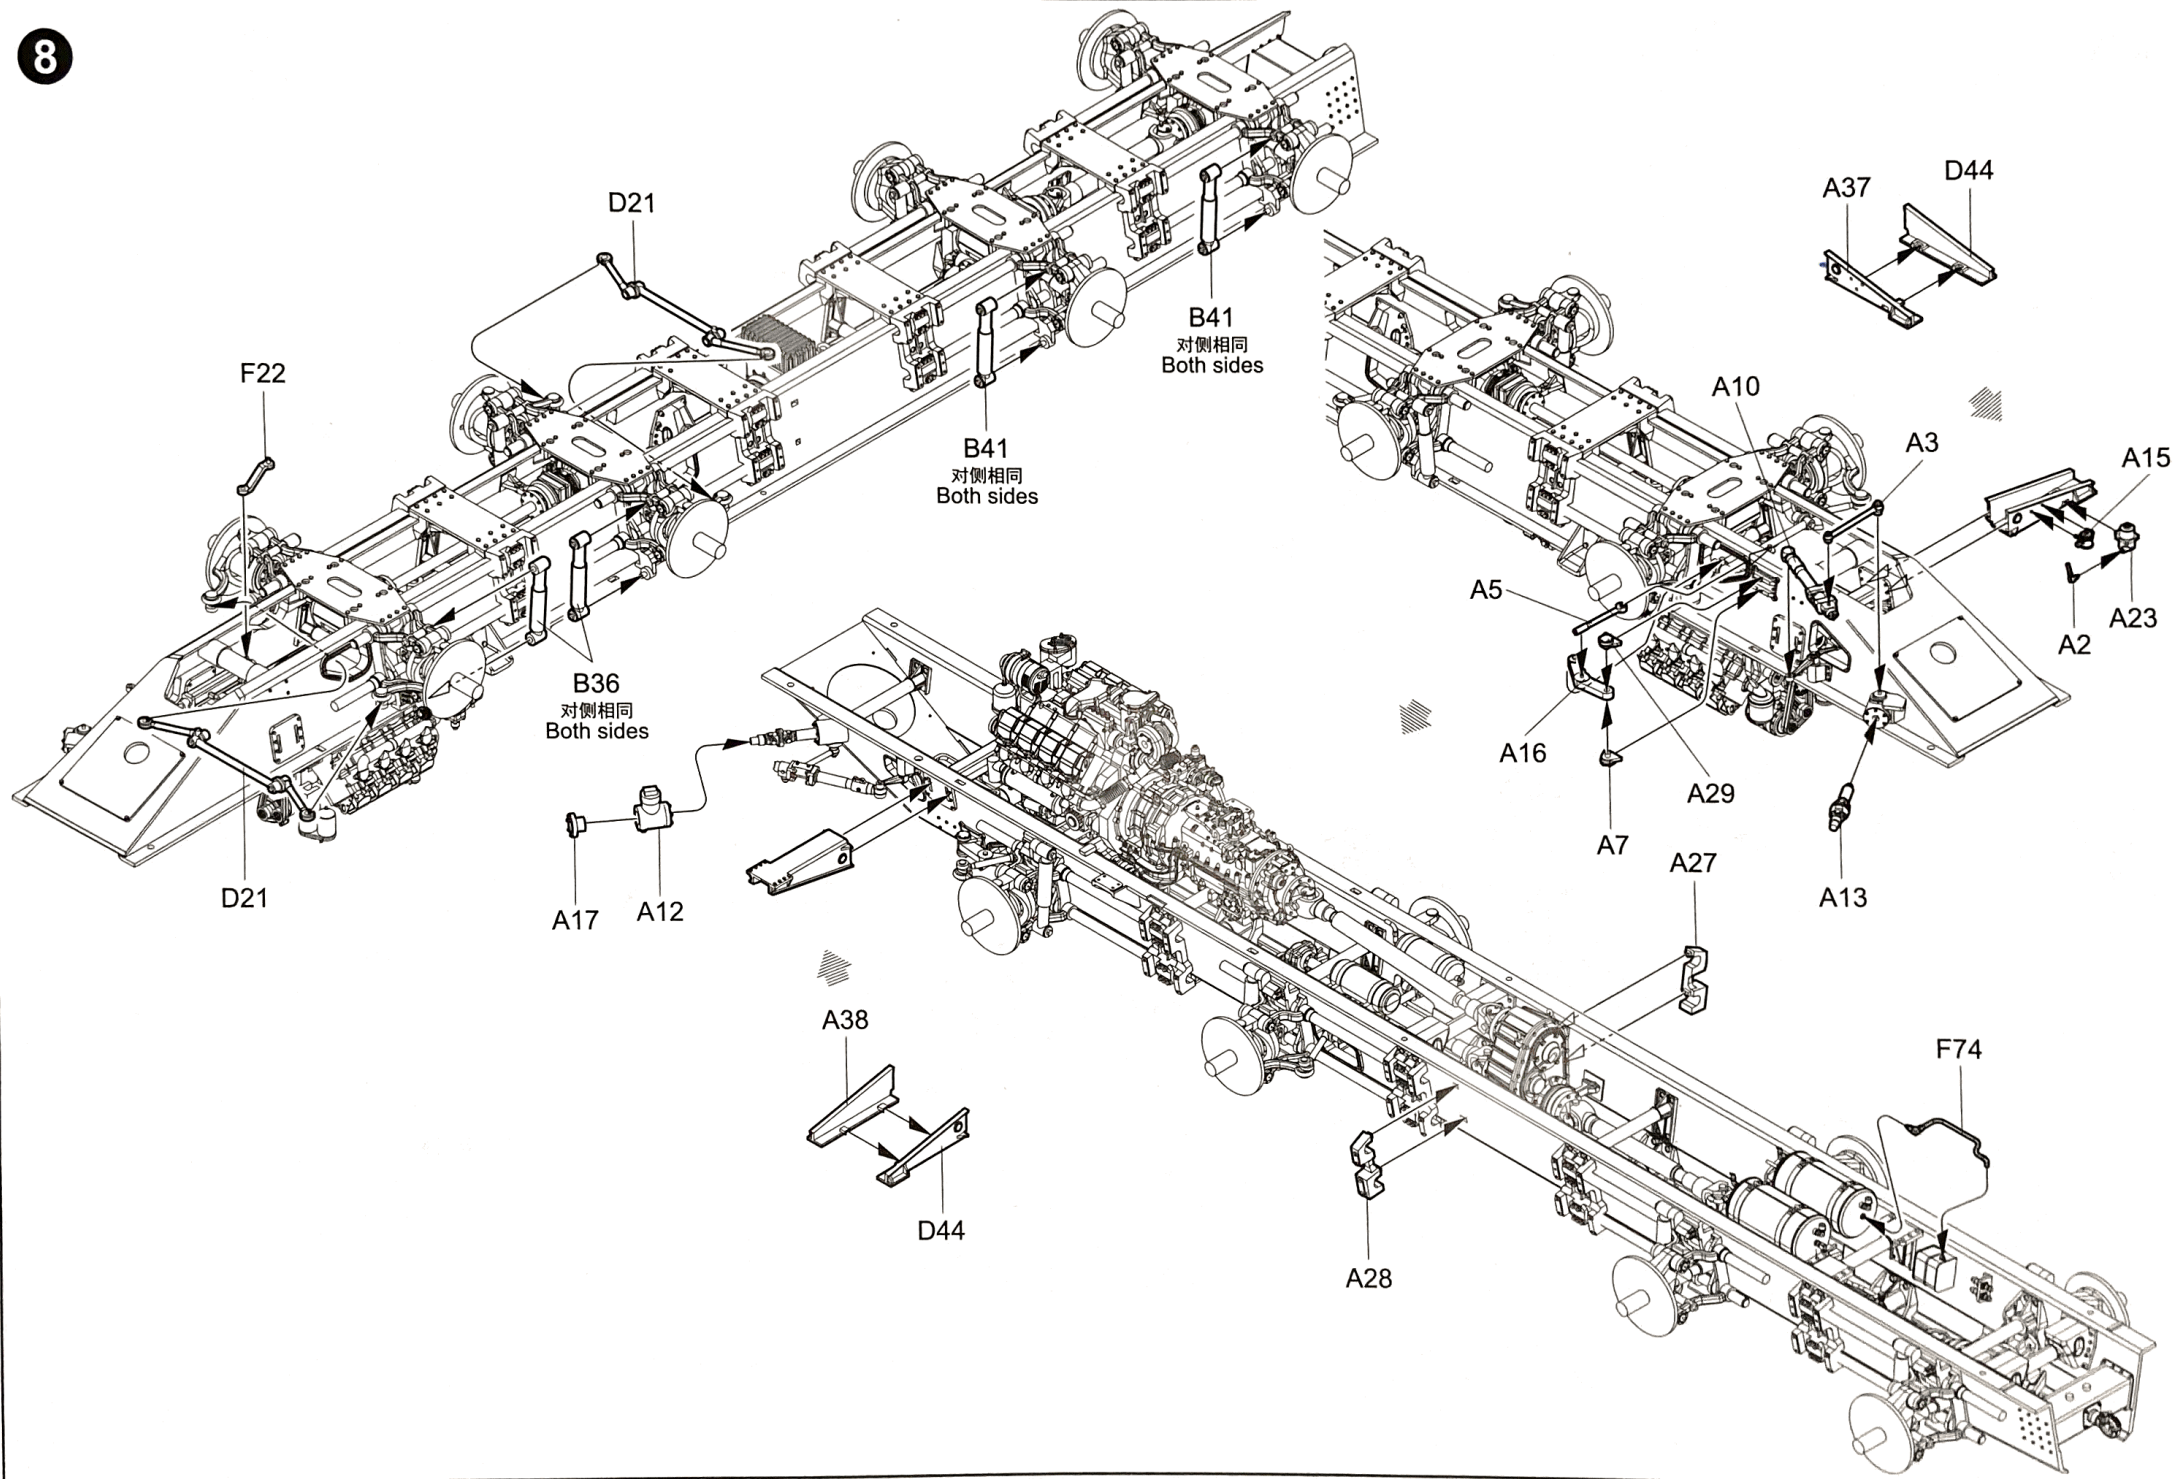 8
D21
F22
D21
B36
对侧相同
Both sides
B41
对侧相同
Both sides
B41
对侧相同
Both sides
A37
D44
A10
A3
A15
A5
A2
A23
A16
A29
A7
A13
A17
A12
A27
A38
D44
A28
F74